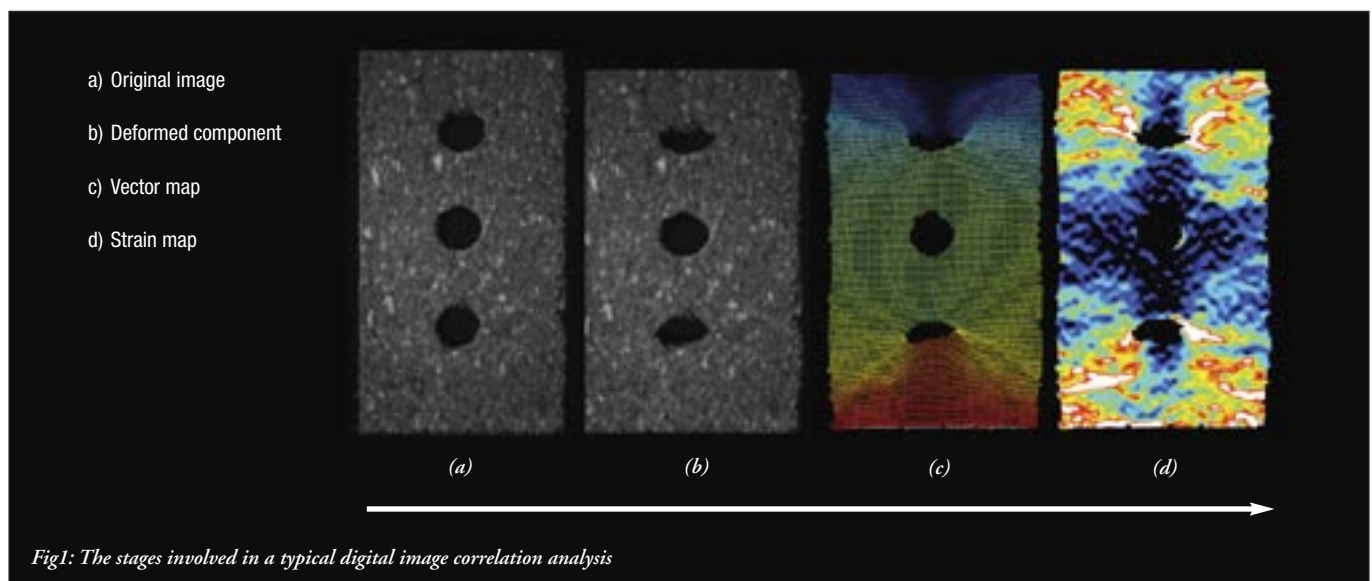 a) Original image
b) Deformed component
c) Vector map
d) Strain map
(a) (b) (c) (d)
Fig1: The stages involved in a typical digital image correlation analysis